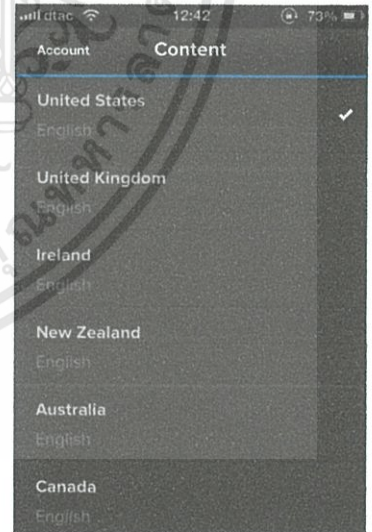 dtac 12:42 73%
Account Content
United States
English
United Kingdom
English
Ireland
English
New Zealand
English
Australia
English
Canada
English